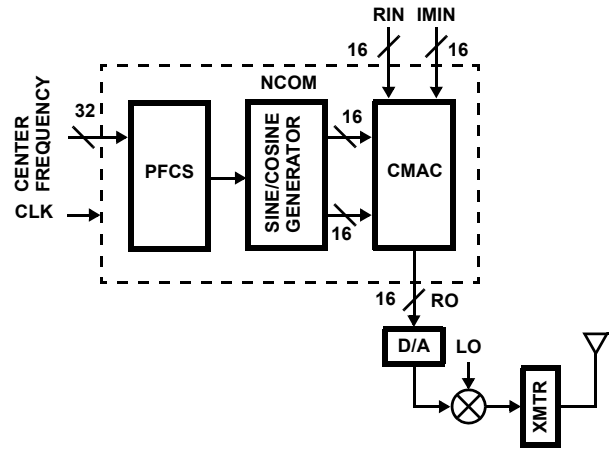 RIN
IMIN
16
16
NCOM
32
CENTER
FREQUENCY
CLK
PFCS
SINE/COSINE
GENERATOR
16
16
CMAC
16
RO
D/A
LO
XMTR